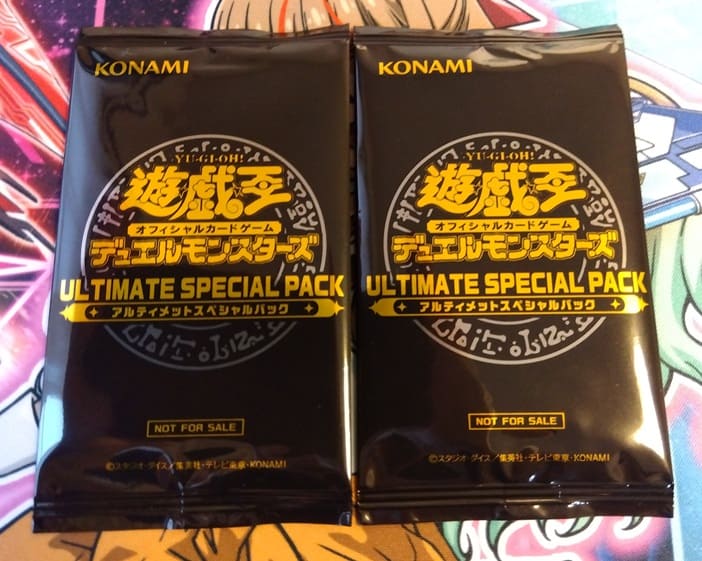 KONAMI
YU-GI-OH!
遊戯王
オフィシャルカードゲーム
デュエルモンスターズ
ULTIMATE SPECIAL PACK
アルティメットスペシャルパック
NOT FOR SALE
©スタジオ・ダイス/集英社・テレビ東京・KONAMI
KONAMI
YU-GI-OH!
遊戯王
オフィシャルカードゲーム
デュエルモンスターズ
ULTIMATE SPECIAL PACK
アルティメットスペシャルパック
NOT FOR SALE
©スタジオ・ダイス/集英社・テレビ東京・KONAMI